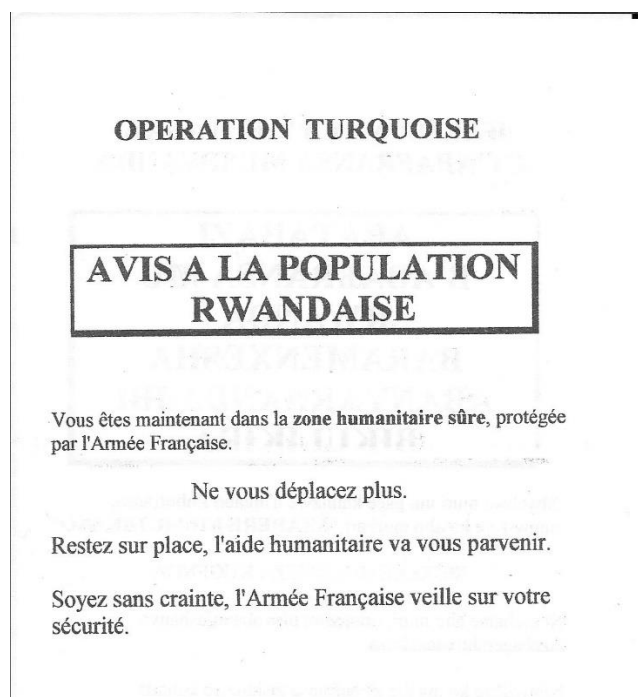 OPERATION TURQUOISE
AVIS A LA POPULATION
RWANDAISE
Vous êtes maintenant dans la zone humanitaire sûre, protégée
par l'Armée Française.
Ne vous déplacez plus.
Restez sur place, l'aide humanitaire va vous parvenir.
Soyez sans crainte, l'Armée Française veille sur votre
sécurité.